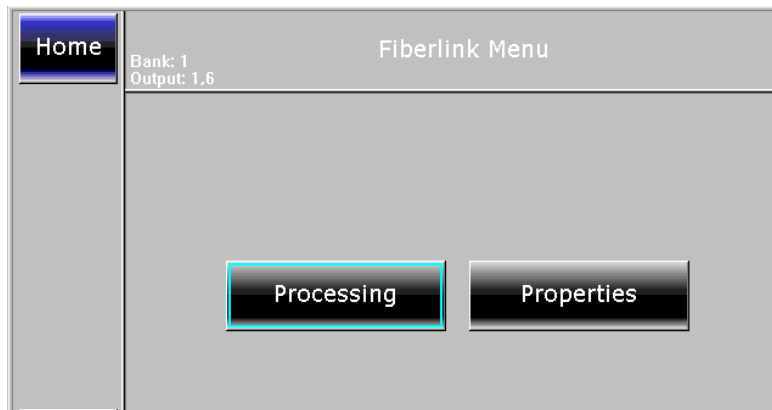 Home
Fiberlink Menu
Bank: 1
Output: 1,6
Processing
Properties